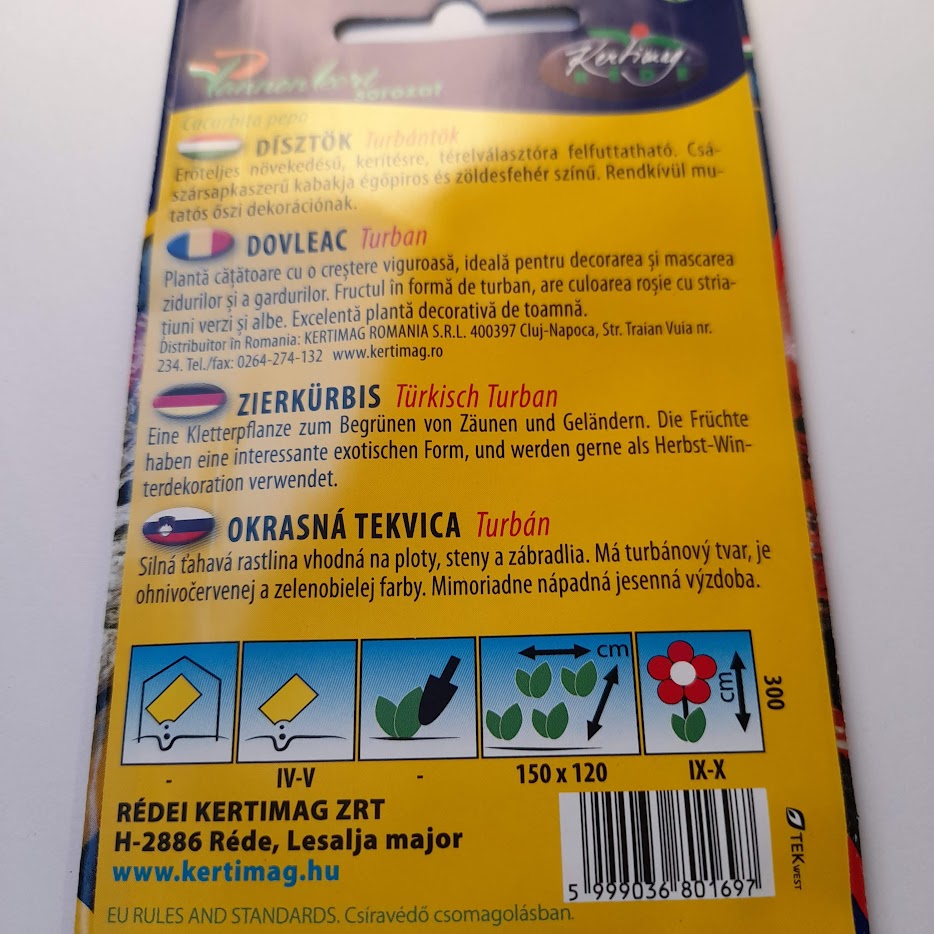 Pannon kert
sorozat
Kertimag
RÉDE
Cucurbita pepo
DÍSZTÖK Turbántök
Erőteljes növekedésű, kerítésre, térelválasztóra felfuttatható. Csá-
szársapkaszerű kabakja égőpiros és zöldesfehér színű. Rendkívül mu-
tatós őszi dekorációnak.
DOVLEAC Turban
Plantă cățătoare cu o creștere viguroasă, ideală pentru decorarea și mascarea
zidurilor și a gardurilor. Fructul în formă de turban, are culoarea roșie cu stria-
țiuni verzi și albe. Excelentă plantă decorativă de toamnă.
Distribuitor în Romania: KERTIMAG ROMANIA S.R.L. 400397 Cluj-Napoca, Str. Traian Vuia nr.
234. Tel./fax: 0264-274-132 www.kertimag.ro
ZIERKÜRBIS Türkisch Turban
Eine Kletterpflanze zum Begrünen von Zäunen und Geländern. Die Früchte
haben eine interessante exotischen Form, und werden gerne als Herbst-Win-
terdekoration verwendet.
OKRASNÁ TEKVICA Turbán
Silná ťahavá rastlina vhodná na ploty, steny a zábradlia. Má turbánový tvar, je
ohnivočervenej a zelenobielej farby. Mimoriadne nápadná jesenná výzdoba.
cm
cm
300
- IV-V - 150 x 120 IX-X
RÉDEI KERTIMAG ZRT
H-2886 Réde, Lesalja major
www.kertimag.hu
5 999036 801697
TEK WEST
EU RULES AND STANDARDS. Csíravédő csomagolásban.